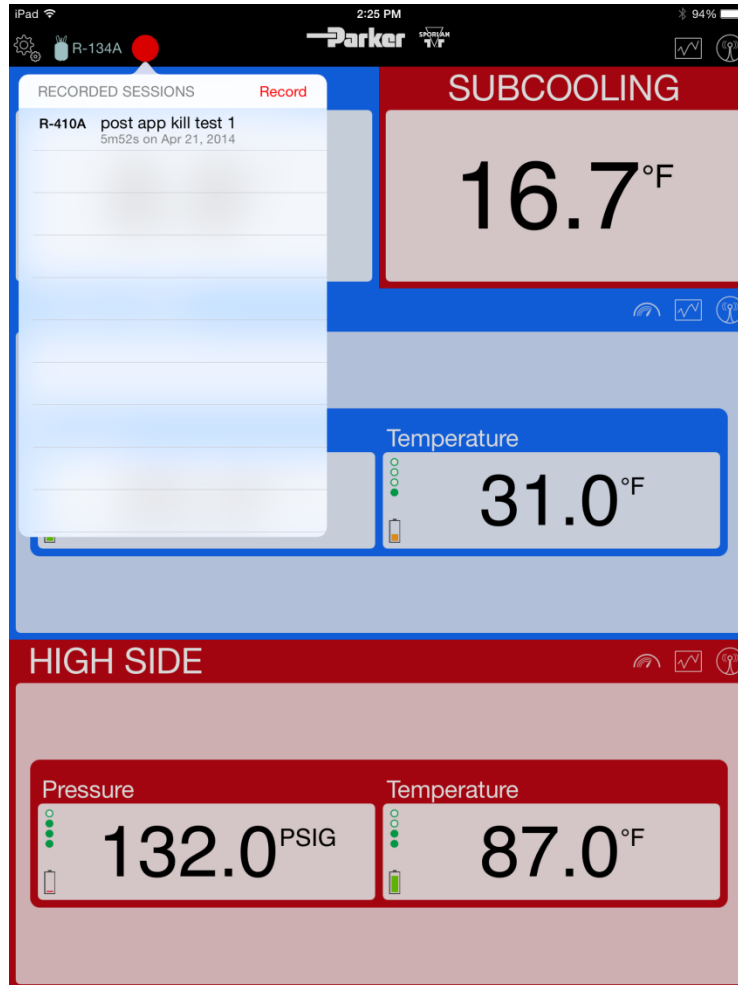 iPad
2:25 PM
94%
R-134A
Parker
SPORLAN
RECORDED SESSIONS
Record
R-410A
post app kill test 1
5m52s on Apr 21, 2014
SUBCOOLING
16.7°F
Temperature
31.0°F
HIGH SIDE
Pressure
132.0PSIG
Temperature
87.0°F